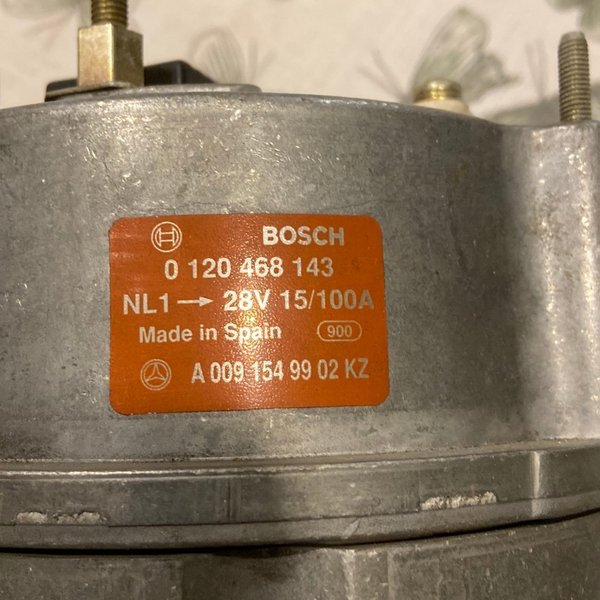 BOSCH
0 120 468 143
NL1 → 28V 15/100A
Made in Spain 900
A 009 154 99 02 KZ